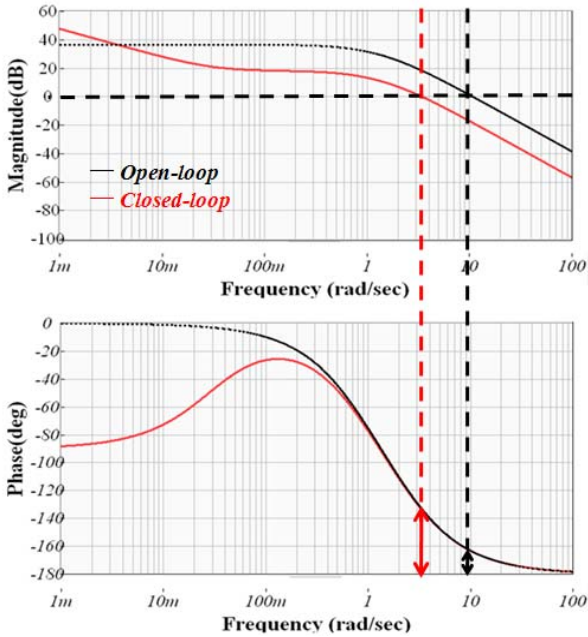 60
40
20
0
-20
-40
-60
-80
-100
Magnitude(dB)
Open-loop
Closed-loop
1m 10m 100m 1 10 100
Frequency (rad/sec)
0
-20
-40
-60
-80
-100
-120
-140
-160
-180
Phase(deg)
1m 10m 100m 1 10 100
Frequency (rad/sec)